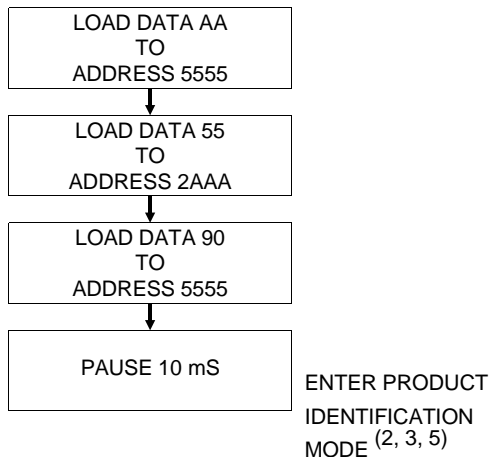 LOAD DATA AA
TO
ADDRESS 5555
LOAD DATA 55
TO
ADDRESS 2AAA
LOAD DATA 90
TO
ADDRESS 5555
PAUSE 10 mS
ENTER PRODUCT
IDENTIFICATION
MODE (2, 3, 5)